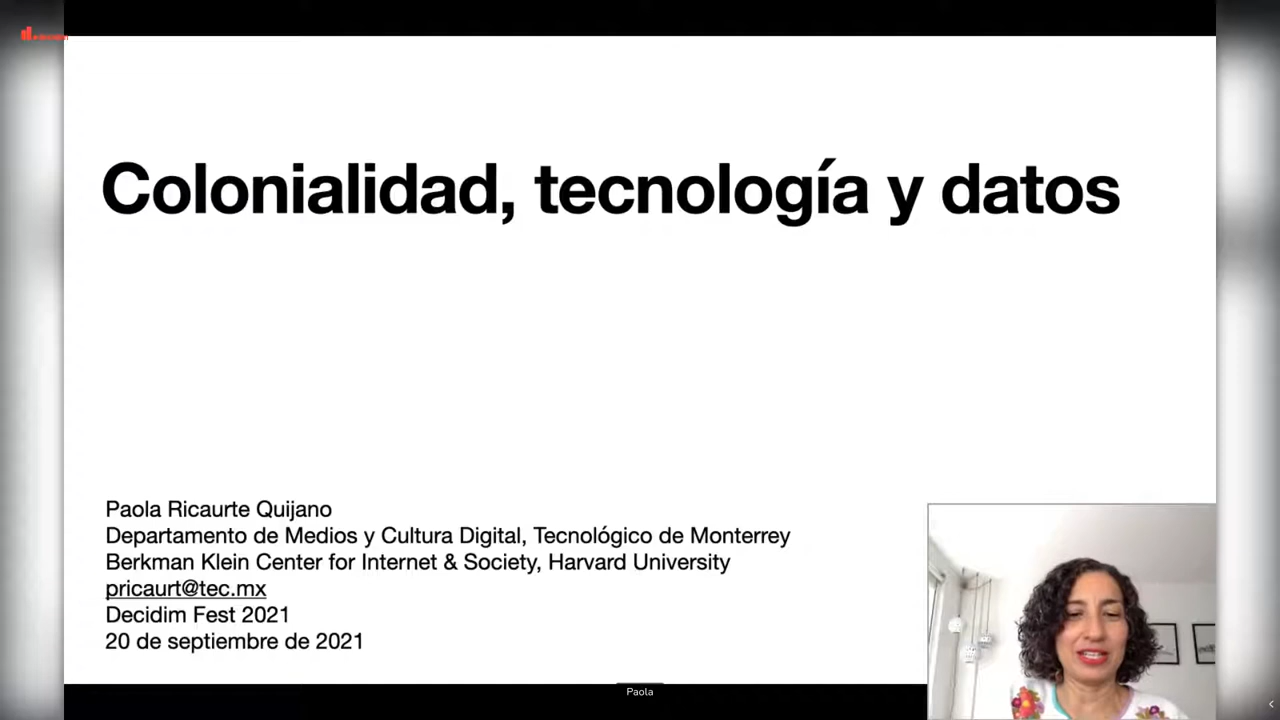 Colonialidad, tecnología y datos
Paola Ricaurte Quijano
Departamento de Medios y Cultura Digital, Tecnológico de Monterrey
Berkman Klein Center for Internet & Society, Harvard University
pricaurt@tec.mx
Decidim Fest 2021
20 de septiembre de 2021
Paola